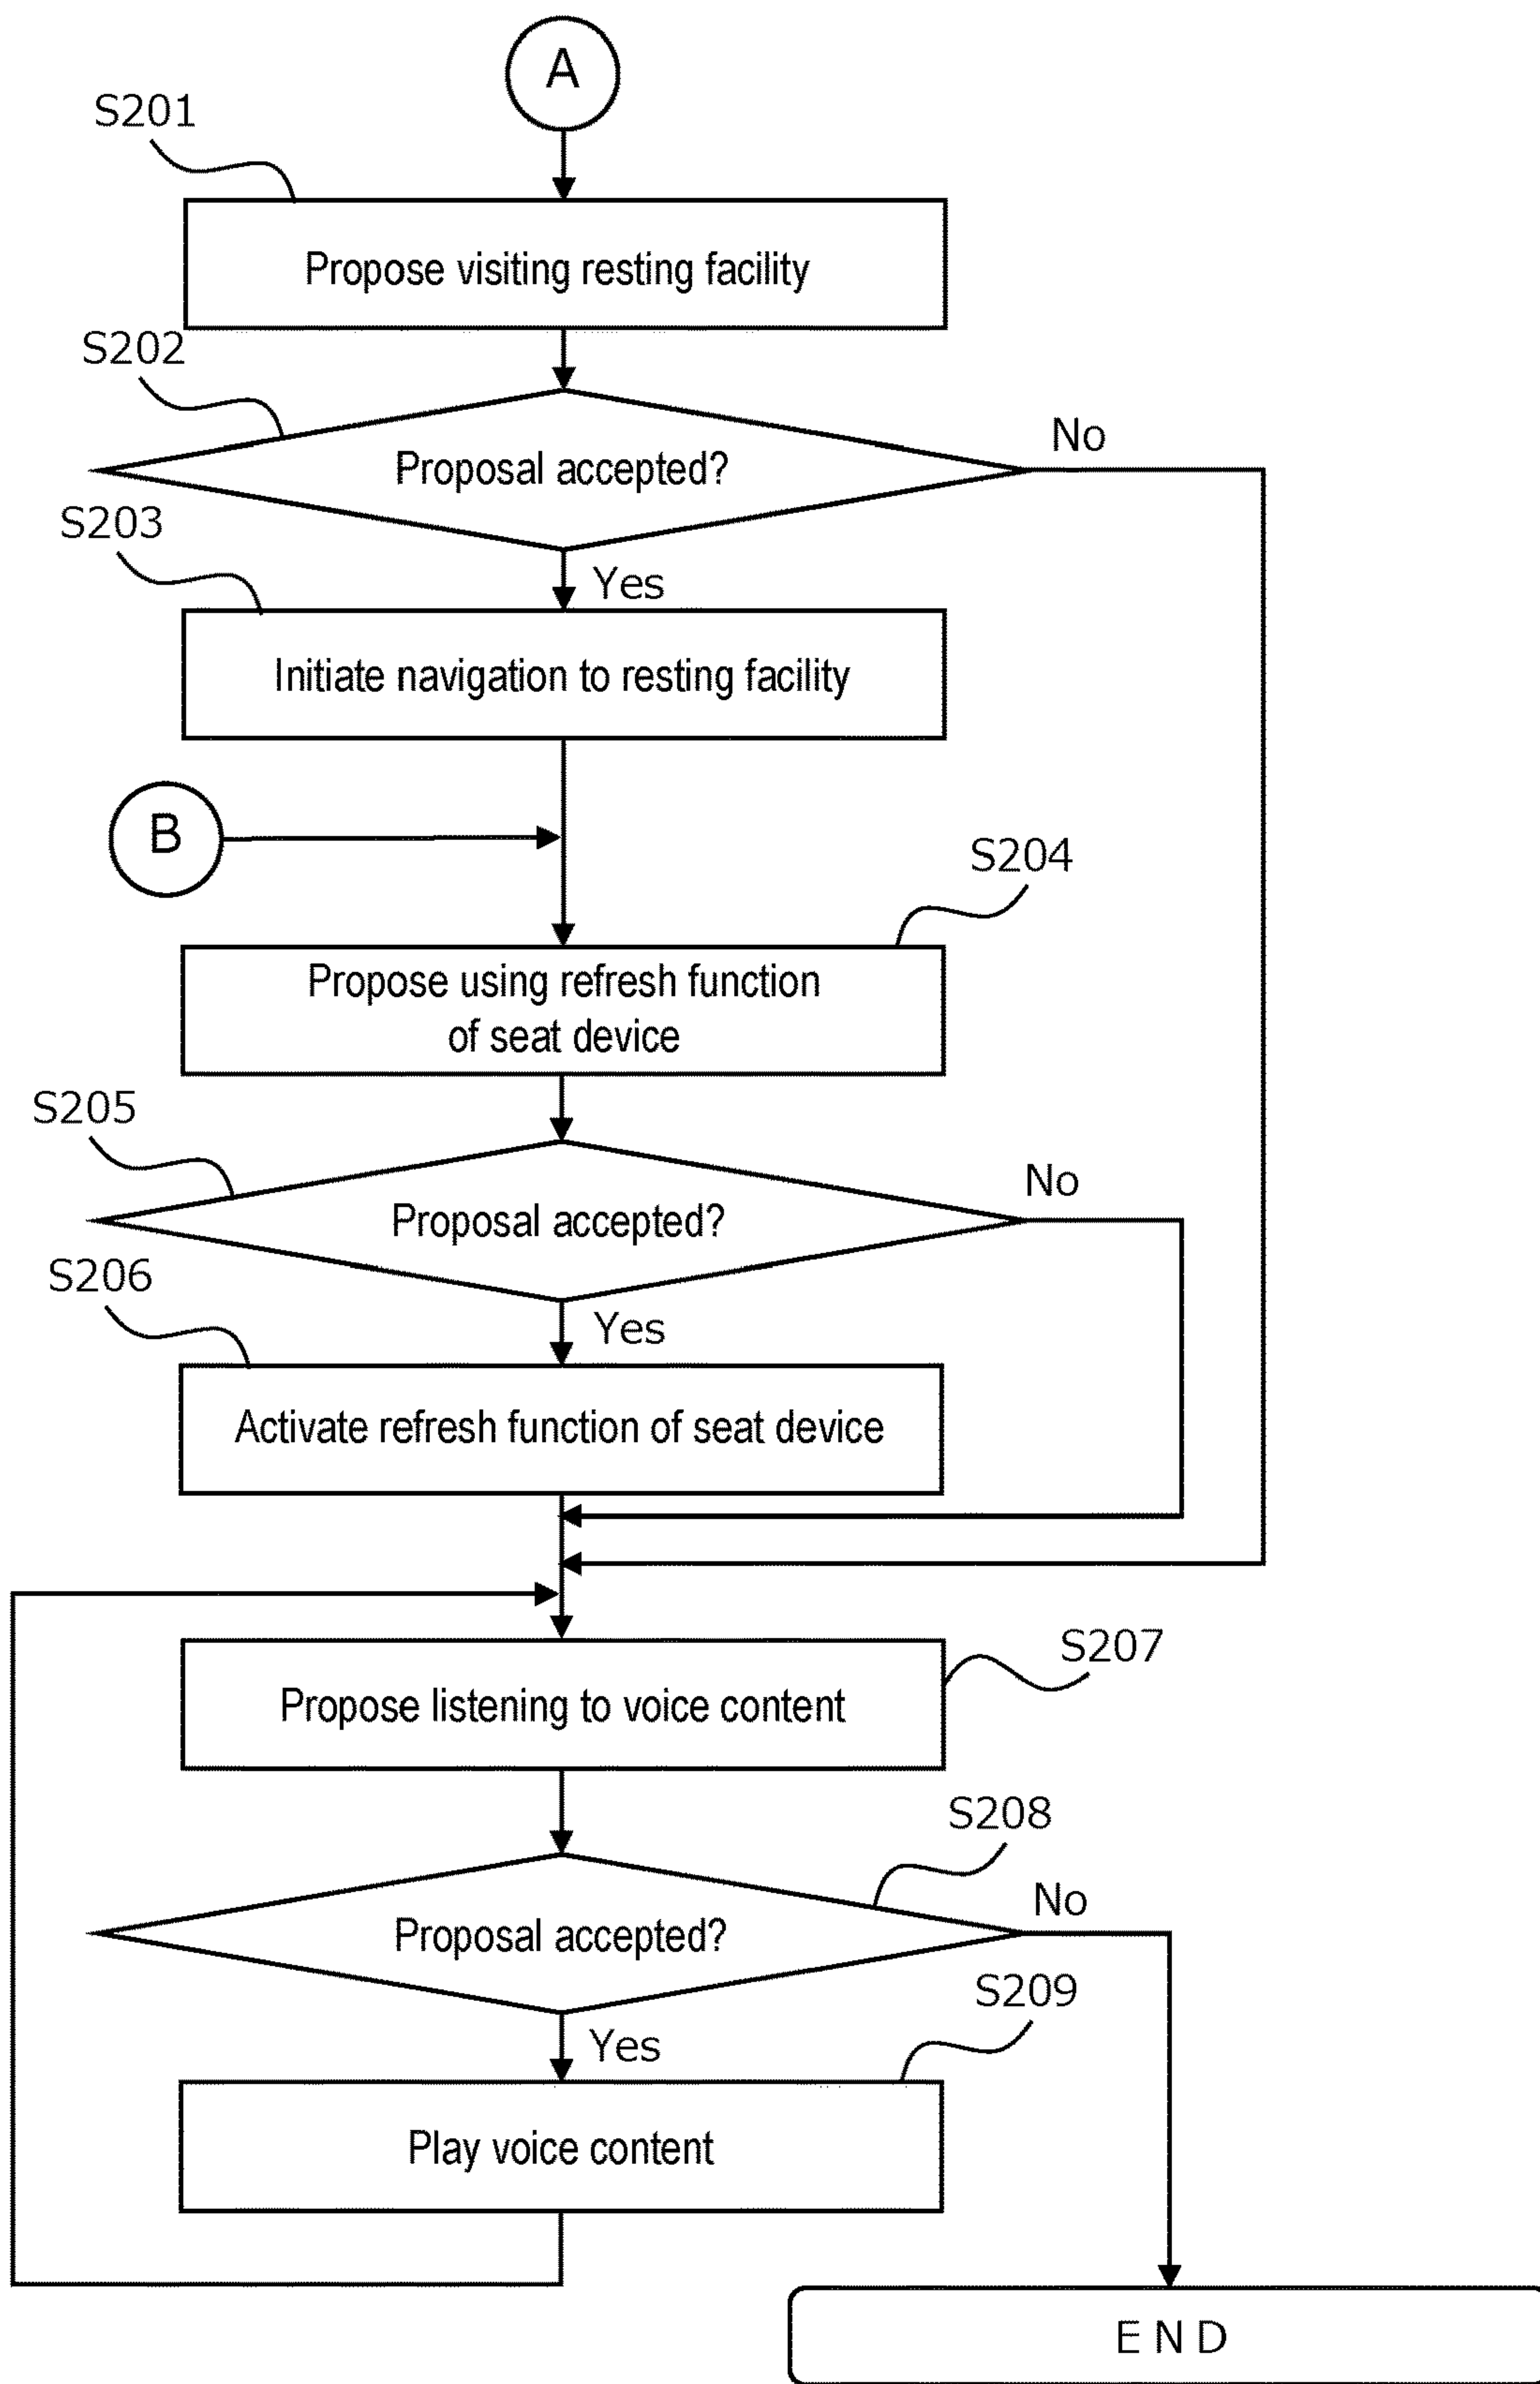 A
S201
Propose visiting resting facility
S202
Proposal accepted?
No
S203
Yes
Initiate navigation to resting facility
B
S204
Propose using refresh function
of seat device
S205
Proposal accepted?
No
S206
Yes
Activate refresh function of seat device
S207
Propose listening to voice content
S208
Proposal accepted?
No
S209
Yes
Play voice content
END